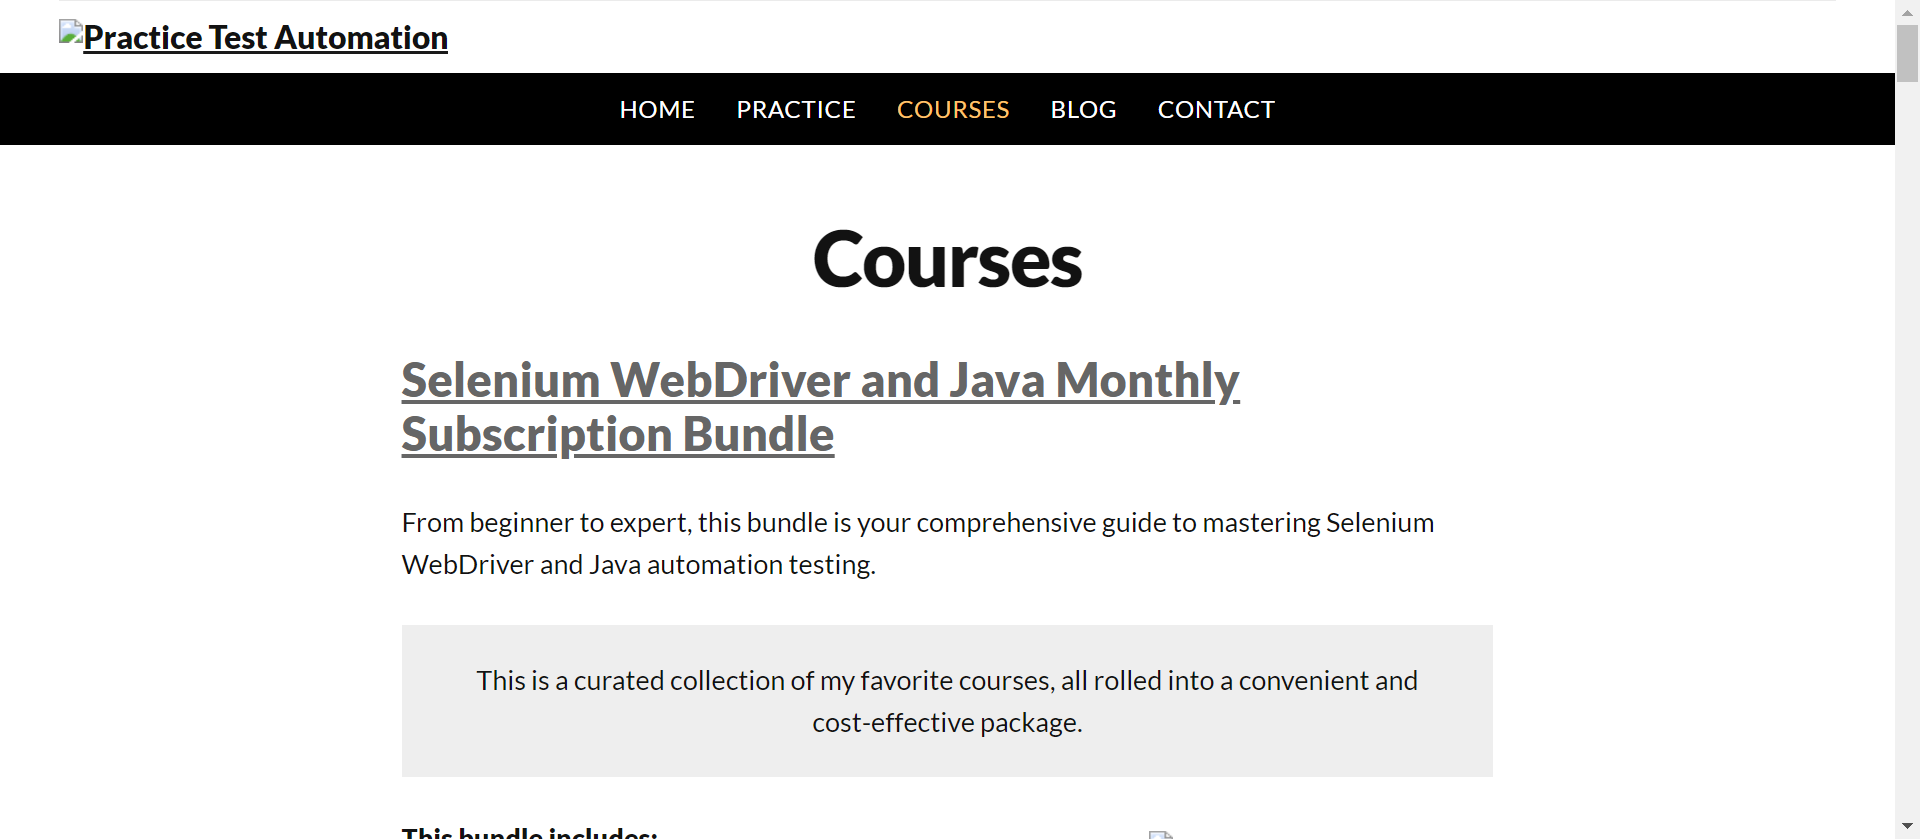 Practice Test Automation
HOME PRACTICE COURSES BLOG CONTACT
Courses
Selenium WebDriver and Java Monthly
Subscription Bundle
From beginner to expert, this bundle is your comprehensive guide to mastering Selenium
WebDriver and Java automation testing.
This is a curated collection of my favorite courses, all rolled into a convenient and
cost-effective package.
This bundle includes: